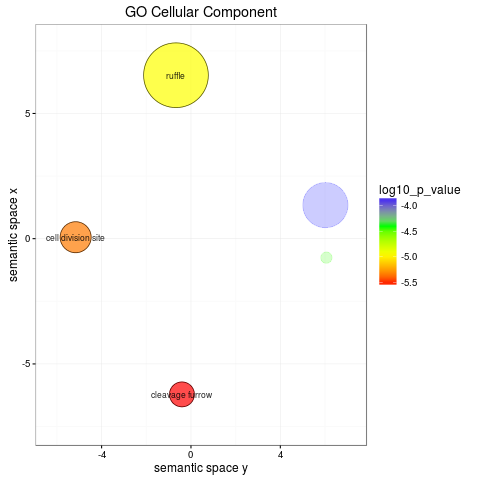 GO Cellular Component
ruffle
cell division site
cleavage furrow
5
0
-5
semantic space x
-4
0
4
semantic space y
log10_p_value
-4.0
-4.5
-5.0
-5.5